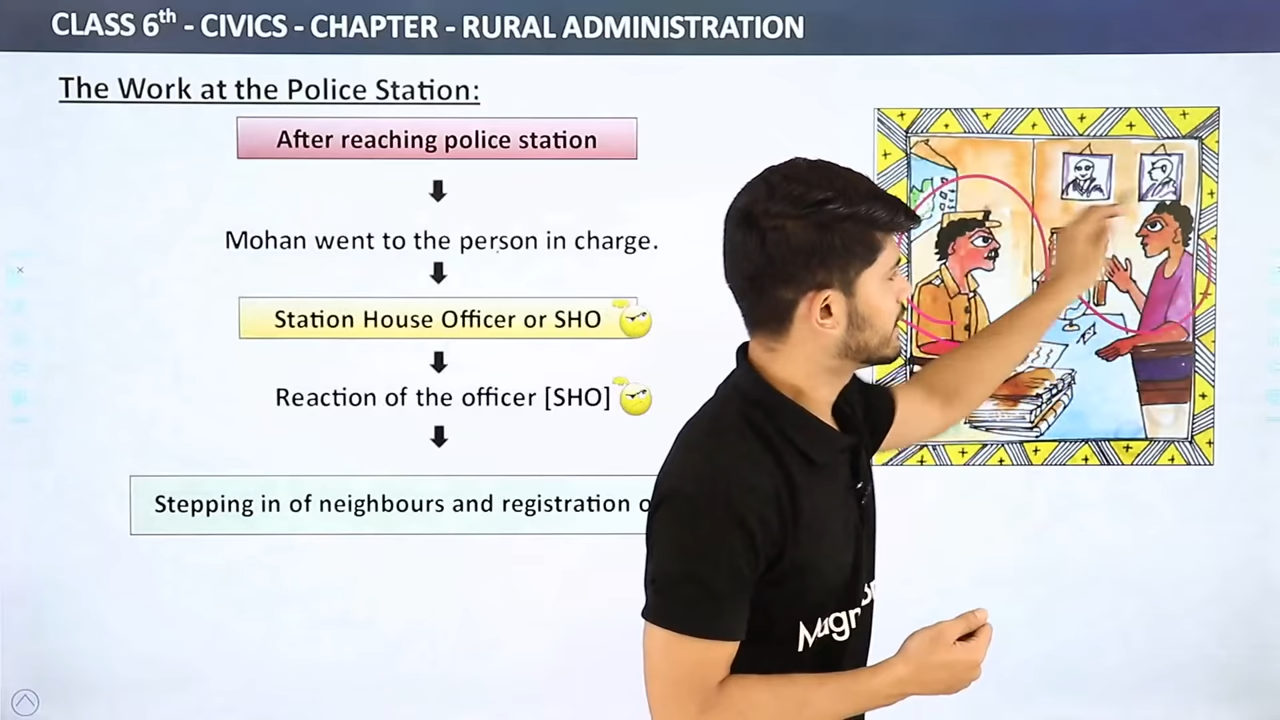 CLASS 6th - CIVICS - CHAPTER - RURAL ADMINISTRATION
The Work at the Police Station:
After reaching police station
Mohan went to the person in charge.
Station House Officer or SHO
Reaction of the officer [SHO]
Stepping in of neighbours and registration